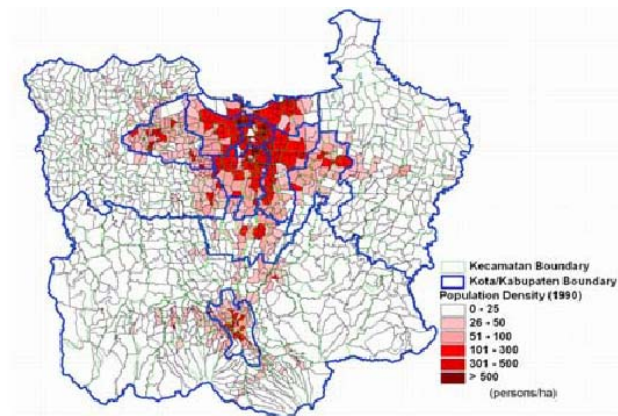 Kecamatan Boundary
Kota/Kabupaten Boundary
Population Density (1990)
0 - 25
26 - 50
51 - 100
101 - 300
301 - 500
> 500
(persons/ha)